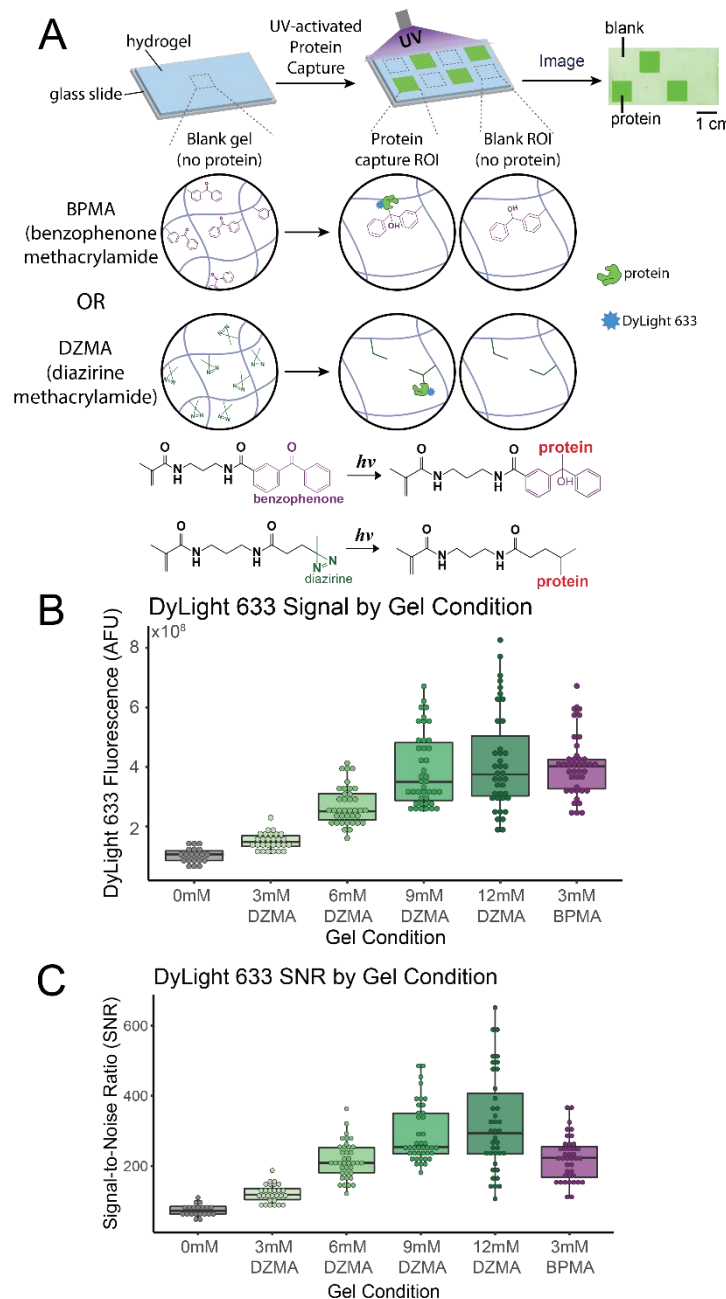 A
hydrogel
glass slide
UV-activated
Protein
Capture
UV
Image
blank
protein
1 cm
Blank gel
(no protein)
Protein
capture ROI
Blank ROI
(no protein)
BPMA
(benzophenone
methacrylamide
O
O
O
O
O
OH
OH
protein
DyLight 633
OR
DZMA
(diazirine
methacrylamide)
N=N
N=N
N=N
N=N
N=N
N=N
O
N
H
N
H
O
O
benzophenone
hv
O
N
H
N
H
O
protein
OH
O
N
H
N
H
O
N
N
diazirine
hv
O
N
H
N
H
O
protein
B
DyLight 633 Signal by Gel Condition
x10⁸
DyLight 633 Fluorescence (AFU)
8
6
4
2
0mM
3mM
DZMA
6mM
DZMA
9mM
DZMA
12mM
DZMA
3mM
BPMA
Gel Condition
C
DyLight 633 SNR by Gel Condition
Signal-to-Noise Ratio (SNR)
600
400
200
0mM
3mM
DZMA
6mM
DZMA
9mM
DZMA
12mM
DZMA
3mM
BPMA
Gel Condition